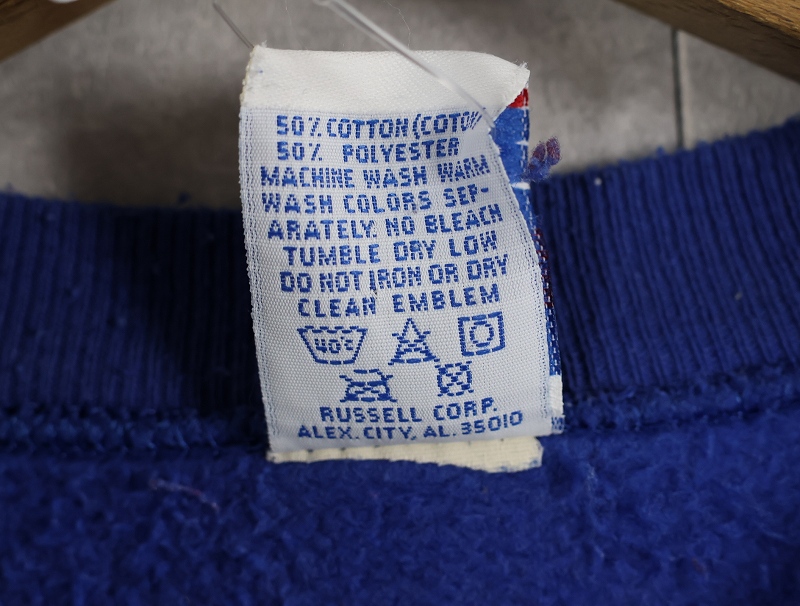 50% COTTON (COTON
50% POLYESTER
MACHINE WASH WARM
WASH COLORS SEP-
ARATELY. NO BLEACH
TUMBLE DRY LOW
DO NOT IRON OR DRY
CLEAN EMBLEM
40°C
RUSSELL CORP.
ALEX. CITY, AL. 35010